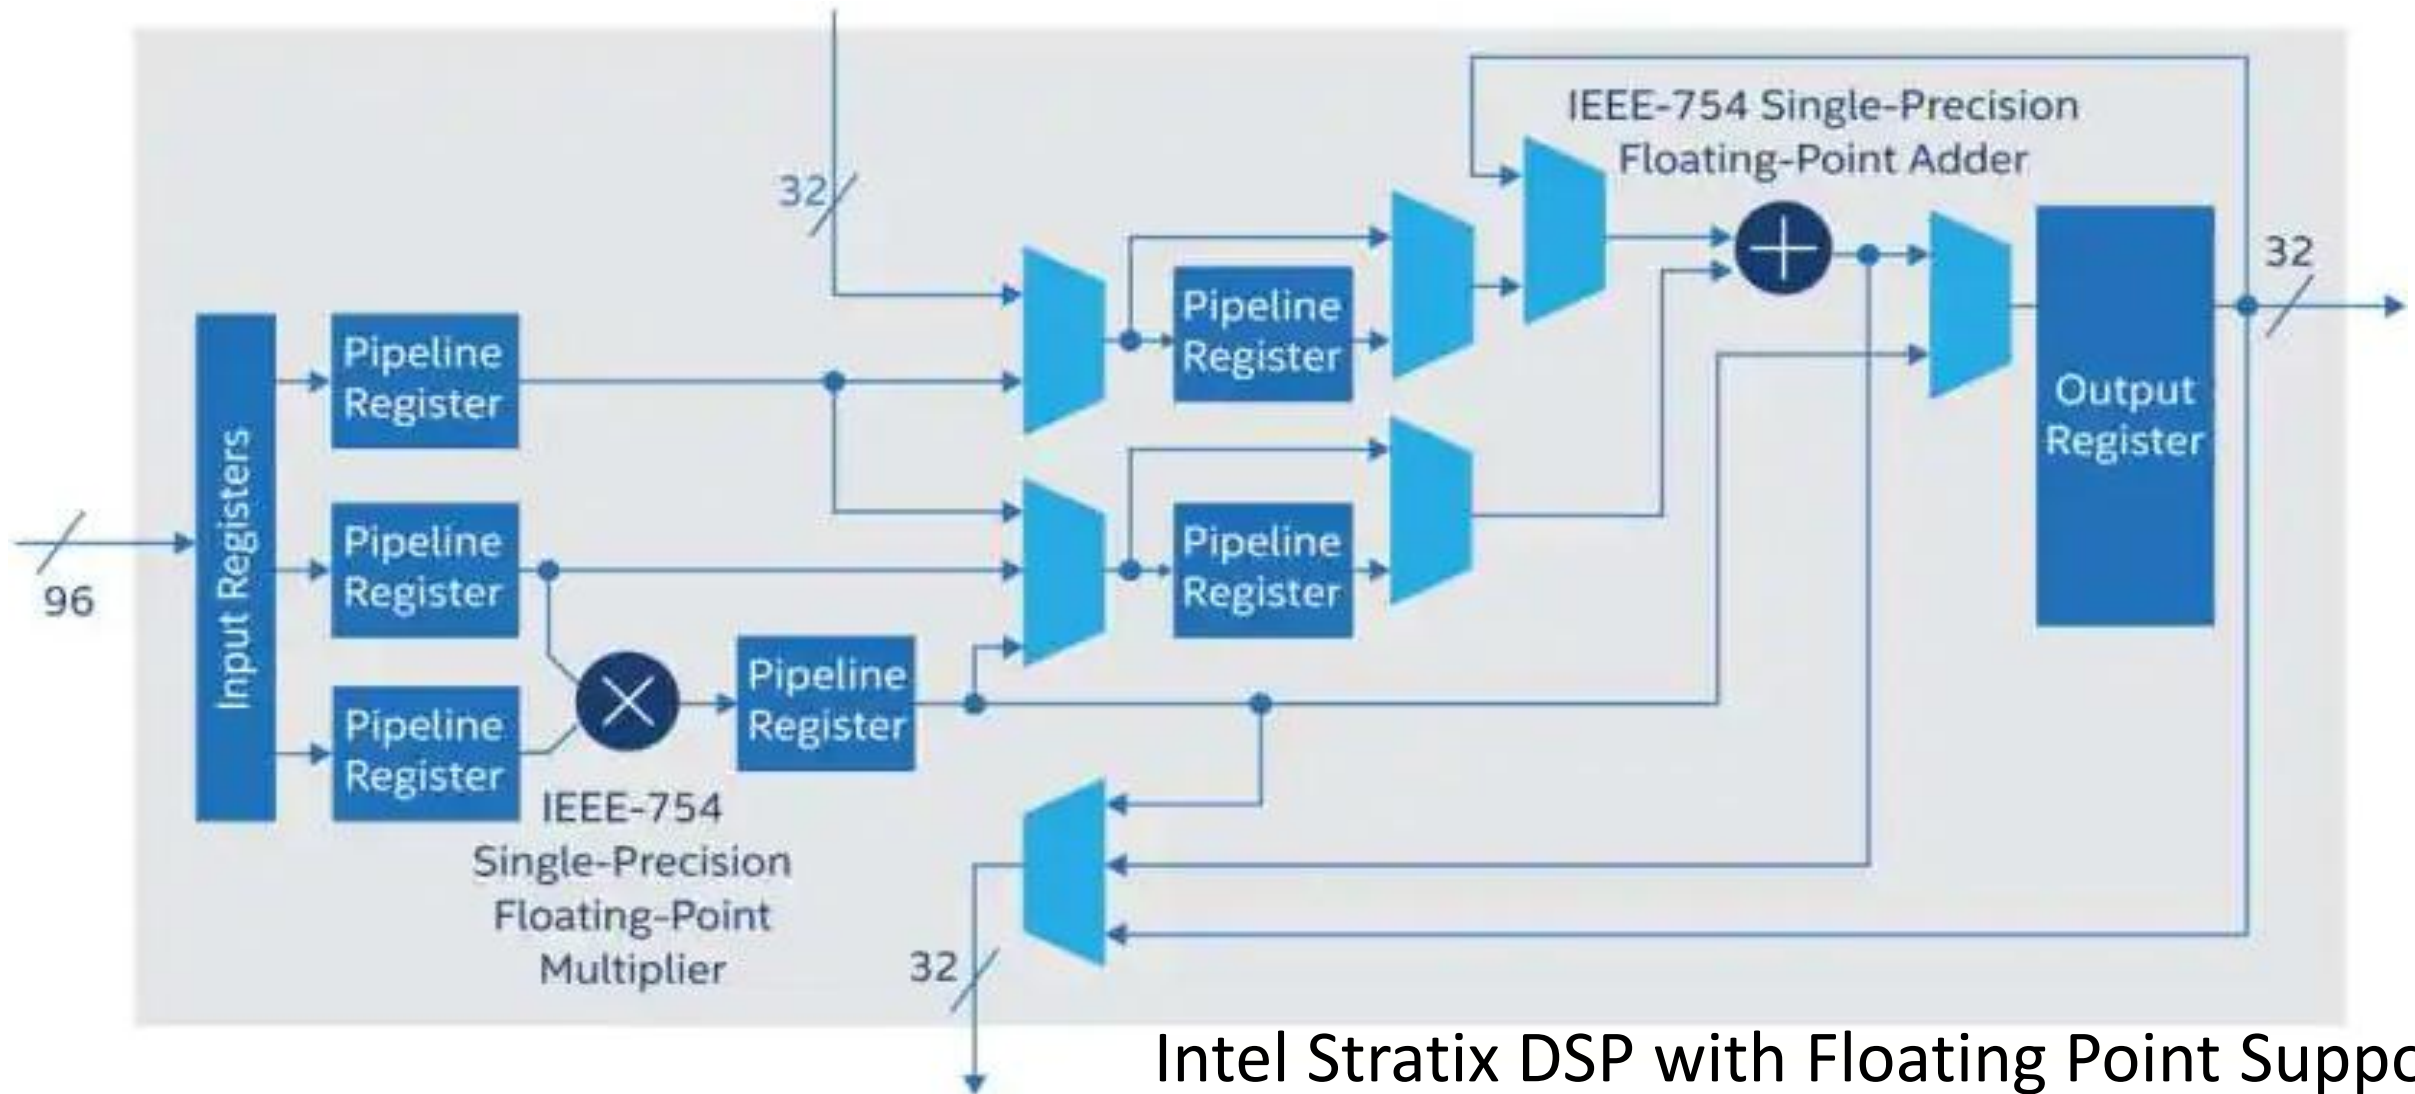 32
IEEE-754 Single-Precision
Floating-Point Adder
32
Pipeline
Register
Pipeline
Register
Output
Register
Input Registers
96
Pipeline
Register
Pipeline
Register
Pipeline
Register
Pipeline
Register
IEEE-754
Single-Precision
Floating-Point
Multiplier
32
Intel Stratix DSP with Floating Point Suppo